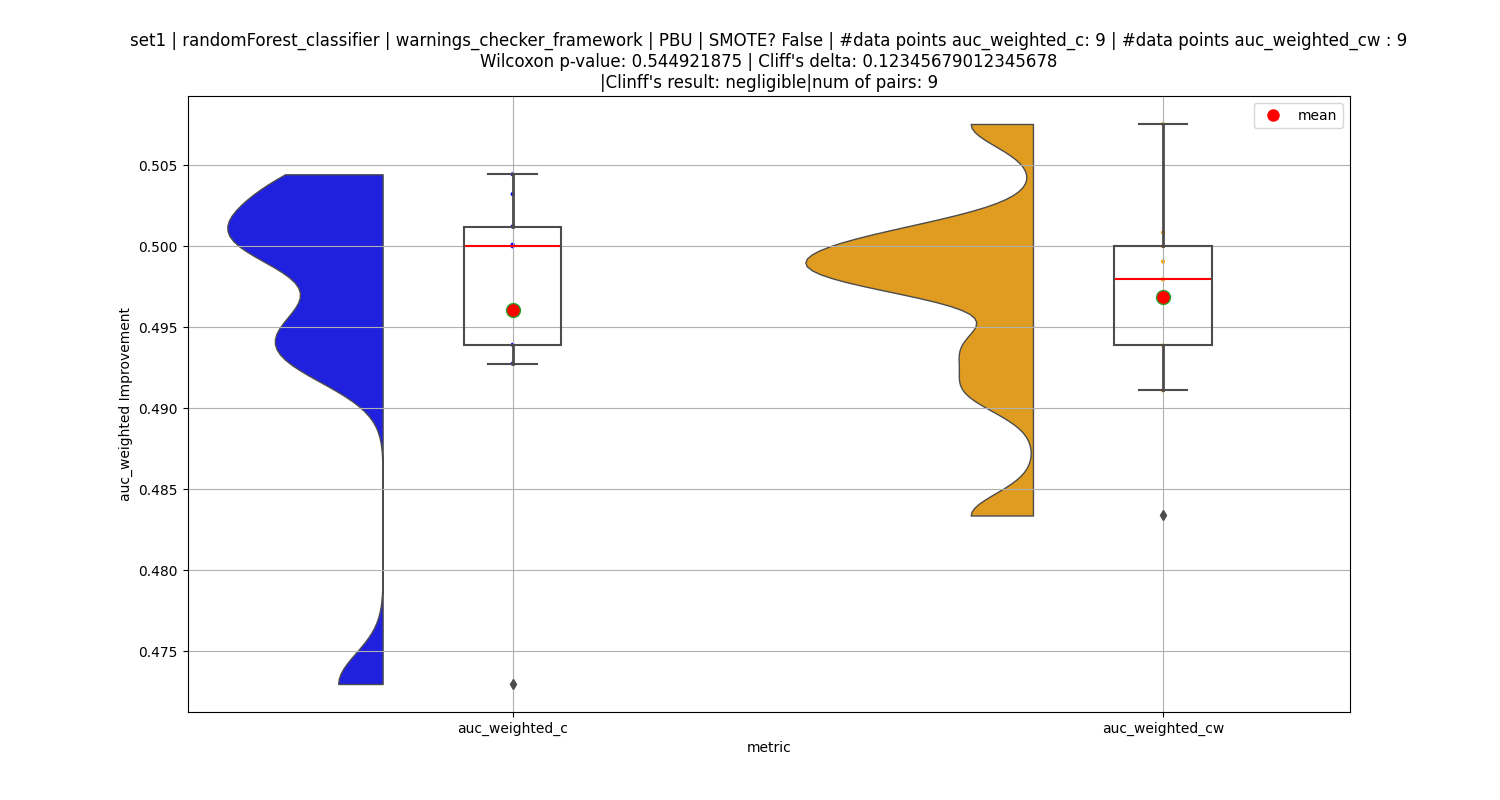 set1 | randomForest_classifier | warnings_checker_framework | PBU | SMOTE? False | #data points auc_weighted_c: 9 | #data points auc_weighted_cw : 9
Wilcoxon p-value: 0.544921875 | Cliff's delta: 0.12345679012345678
|Clinff's result: negligible|num of pairs: 9
mean
0.505
0.500
0.495
0.490
0.485
0.480
0.475
auc_weighted Improvement
auc_weighted_c
auc_weighted_cw
metric